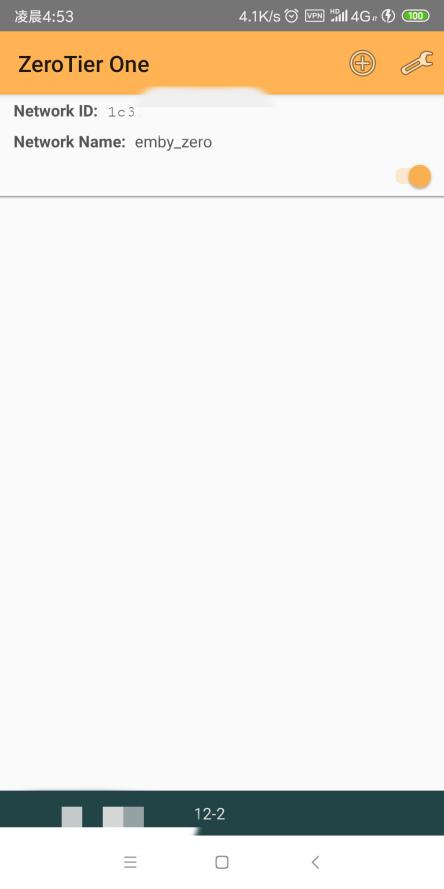 凌晨4:53 4.1K/s VPN HD 4G 100
ZeroTier One
Network ID: 1c3
Network Name: emby_zero
12-2